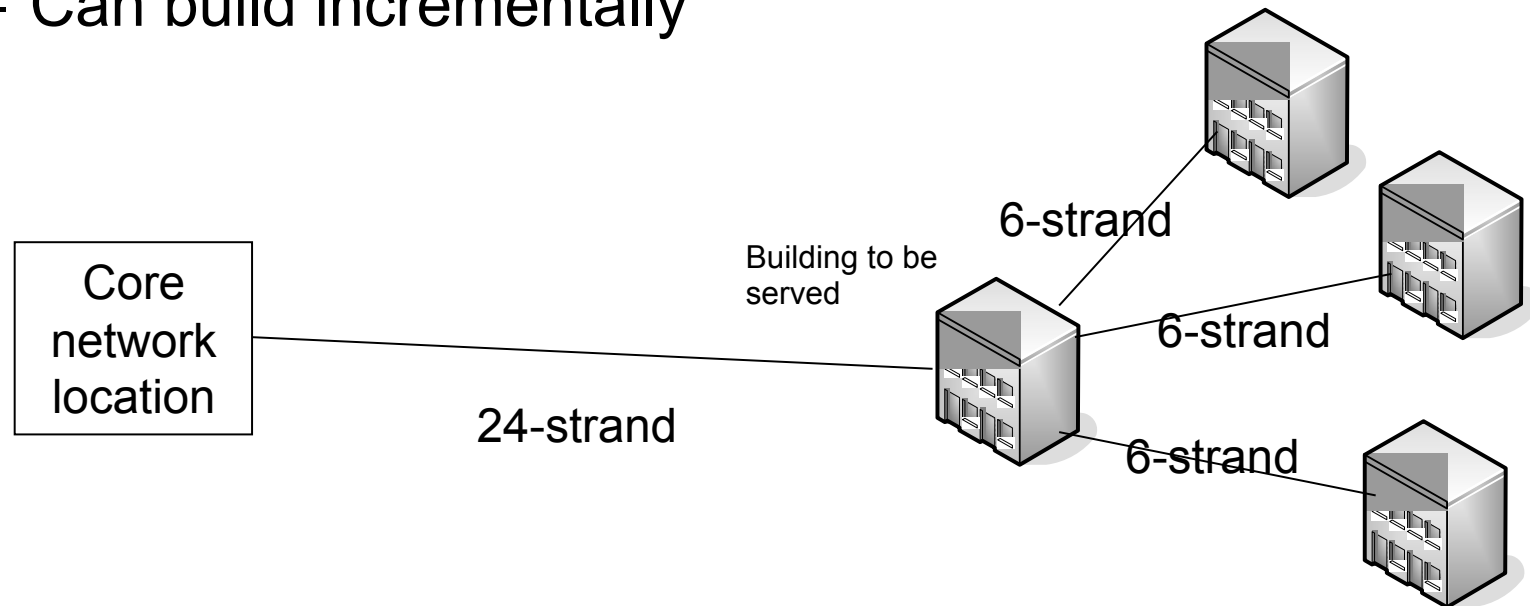 - Can build incrementally
6-strand
Building to be
served
6-strand
Core
network
location
24-strand
6-strand